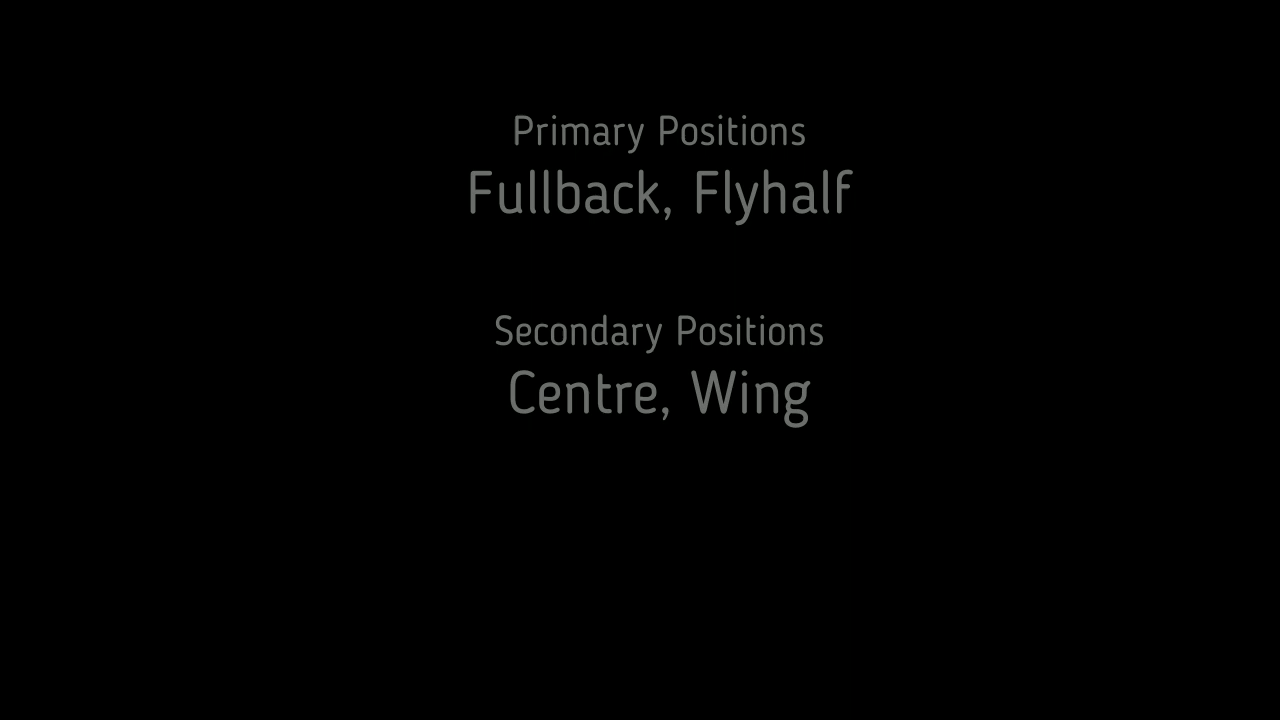 Primary Positions
Fullback, Flyhalf
Secondary Positions
Centre, Wing